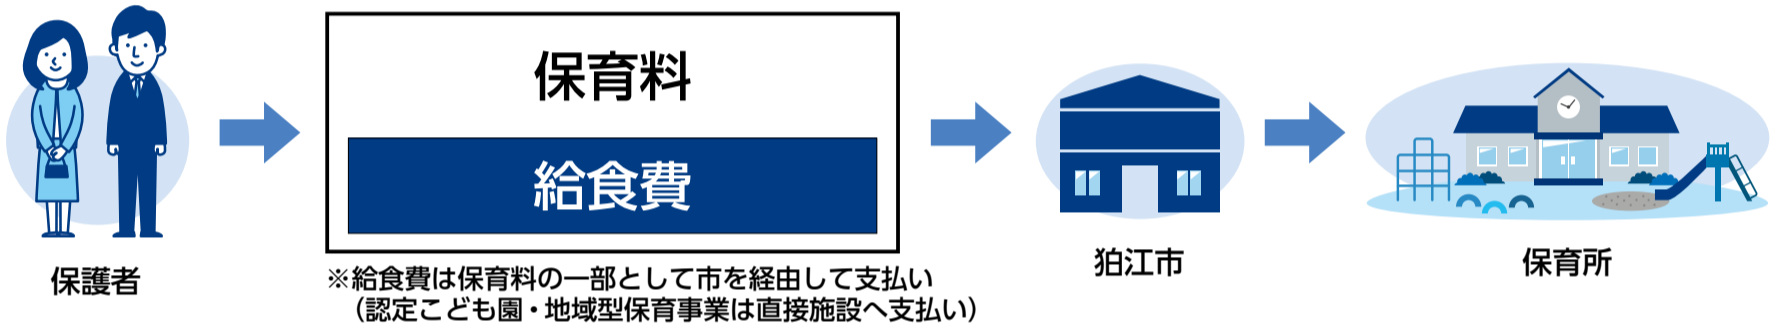 保育料
給食費
保護者
※給食費は保育料の一部として市を経由して支払い
（認定こども園・地域型保育事業は直接施設へ支払い）
狛江市
保育所